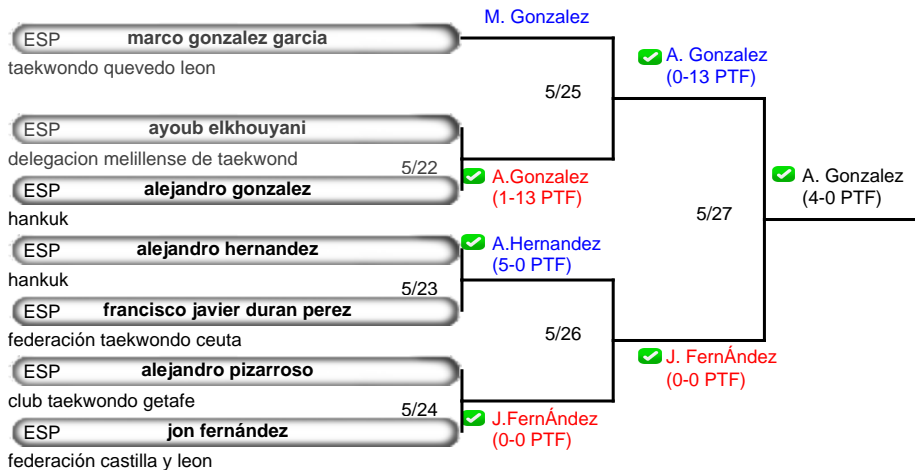 M. Gonzalez
ESP marco gonzalez garcia
taekwondo quevedo leon
A. Gonzalez
(0-13 PTF)
5/25
ESP ayoub elkhouyani
delegacion melillense de taekwond
5/22
ESP alejandro gonzalez
hankuk
A.Gonzalez
(1-13 PTF)
A. Gonzalez
(4-0 PTF)
5/27
ESP alejandro hernandez
hankuk
A.Hernandez
(5-0 PTF)
5/23
ESP francisco javier duran perez
federación taekwondo ceuta
5/26
J. FernÁndez
(0-0 PTF)
ESP alejandro pizarroso
club taekwondo getafe
5/24
ESP jon fernández
federación castilla y leon
J.FernÁndez
(0-0 PTF)